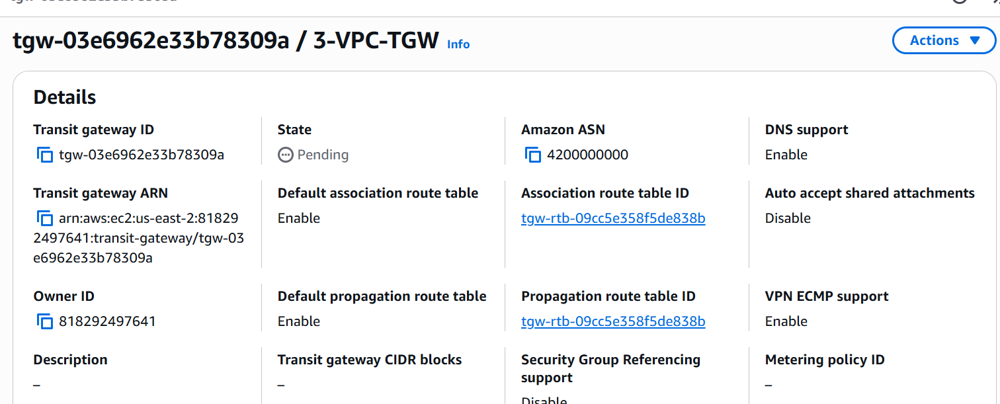 tgw-03e6962e33b78309a / 3-VPC-TGW Info
Actions
Details
Transit gateway ID
tgw-03e6962e33b78309a
State
Pending
Amazon ASN
4200000000
DNS support
Enable
Transit gateway ARN
arn:aws:ec2:us-east-2:81829
2497641:transit-gateway/tgw-03
e6962e33b78309a
Default association route table
Enable
Association route table ID
tgw-rtb-09cc5e358f5de838b
Auto accept shared attachments
Disable
Owner ID
818292497641
Default propagation route table
Enable
Propagation route table ID
tgw-rtb-09cc5e358f5de838b
VPN ECMP support
Enable
Description
–
Transit gateway CIDR blocks
–
Security Group Referencing
support
Disable
Metering policy ID
–